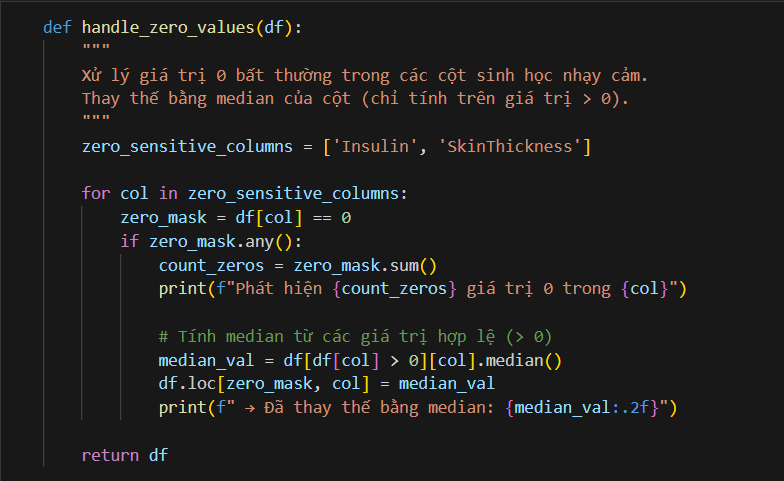 def handle_zero_values(df):
    """
    Xử lý giá trị 0 bất thường trong các cột sinh học nhạy cảm.
    Thay thế bằng median của cột (chỉ tính trên giá trị > 0).
    """
    zero_sensitive_columns = ['Insulin', 'SkinThickness']

    for col in zero_sensitive_columns:
        zero_mask = df[col] == 0
        if zero_mask.any():
            count_zeros = zero_mask.sum()
            print(f"Phát hiện {count_zeros} giá trị 0 trong {col}")

            # Tính median từ các giá trị hợp lệ (> 0)
            median_val = df[df[col] > 0][col].median()
            df.loc[zero_mask, col] = median_val
            print(f" → Đã thay thế bằng median: {median_val:.2f}")

    return df